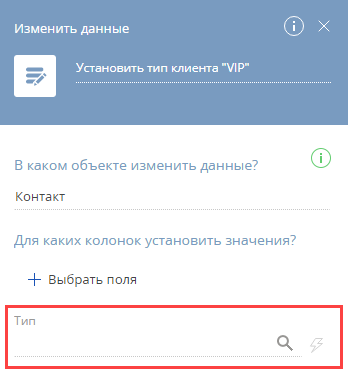 Изменить данные
Установить тип клиента "VIP"
В каком объекте изменить данные?
Контакт
Для каких колонок установить значения?
+ Выбрать поля
Тип